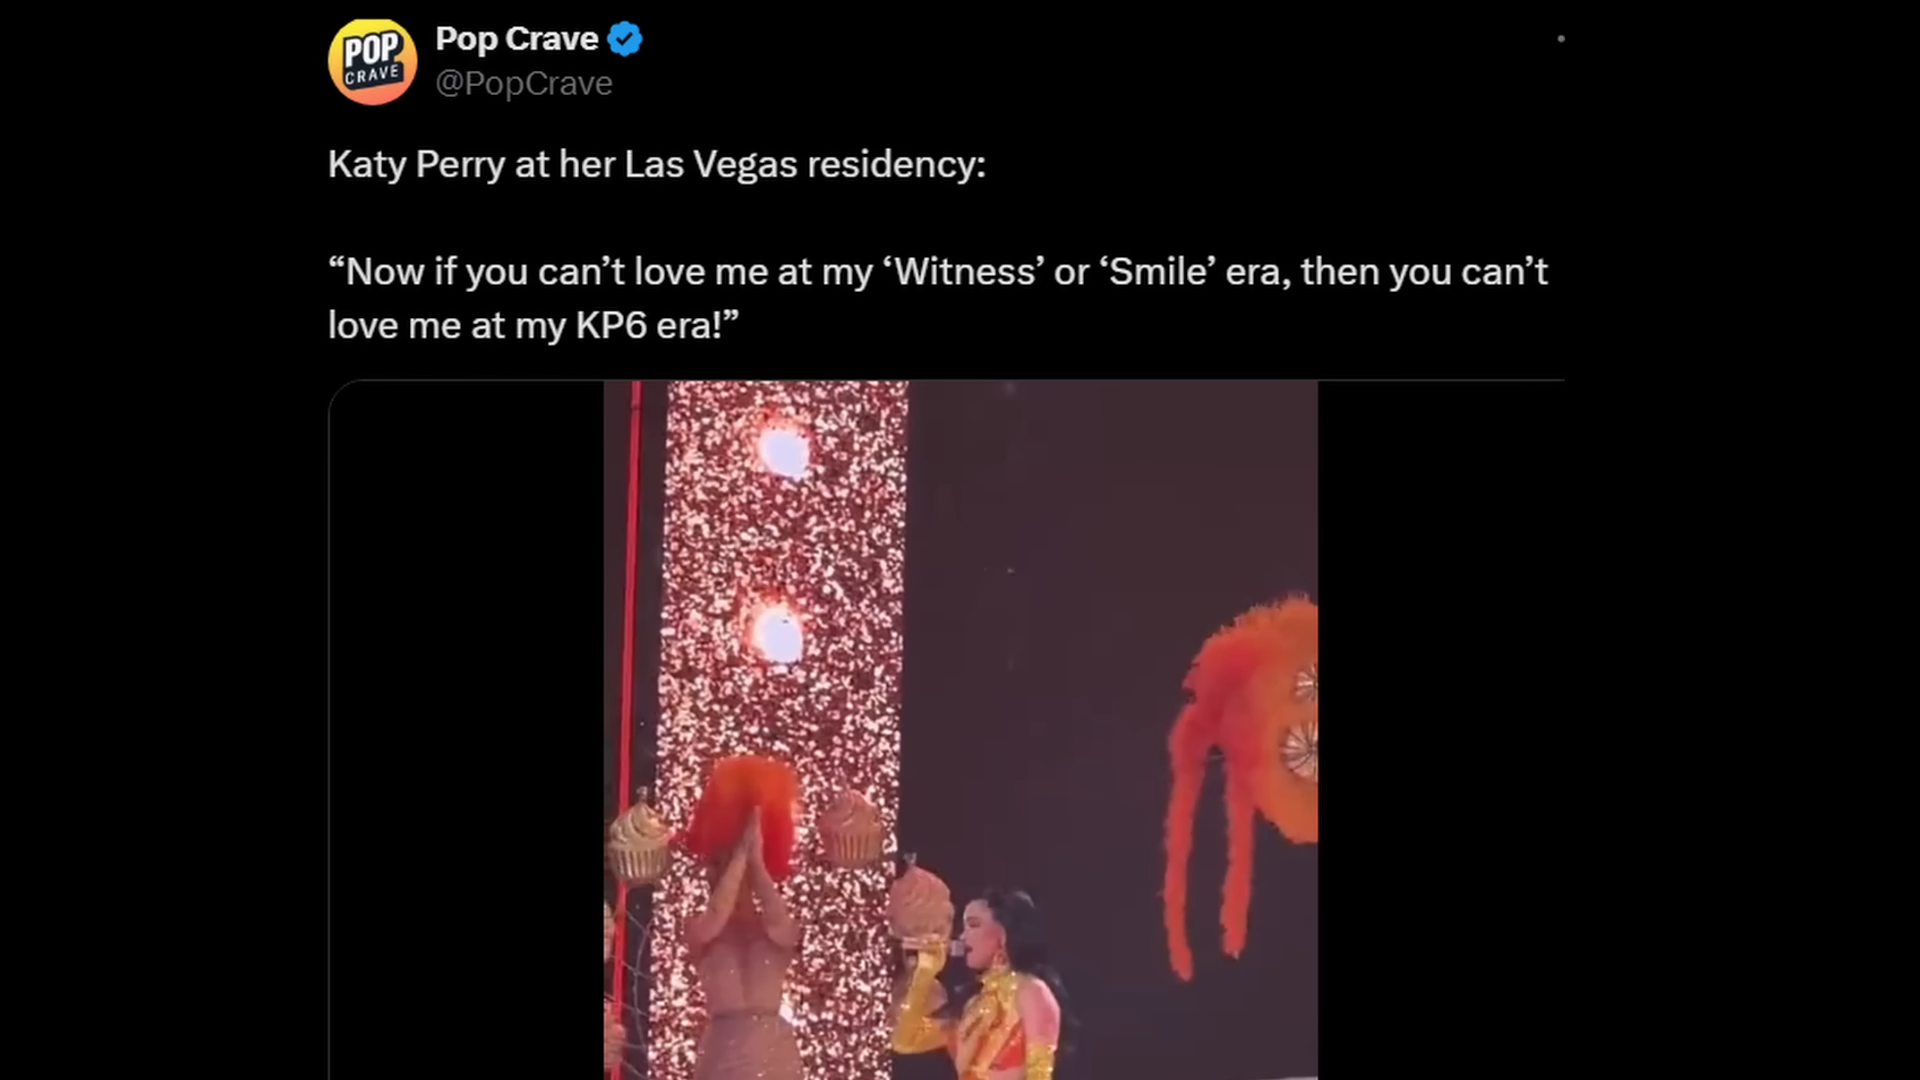 POP
CRAVE
Pop Crave
@PopCrave
Katy Perry at her Las Vegas residency:
“Now if you can’t love me at my ‘Witness’ or ‘Smile’ era, then you can’t
love me at my KP6 era!”